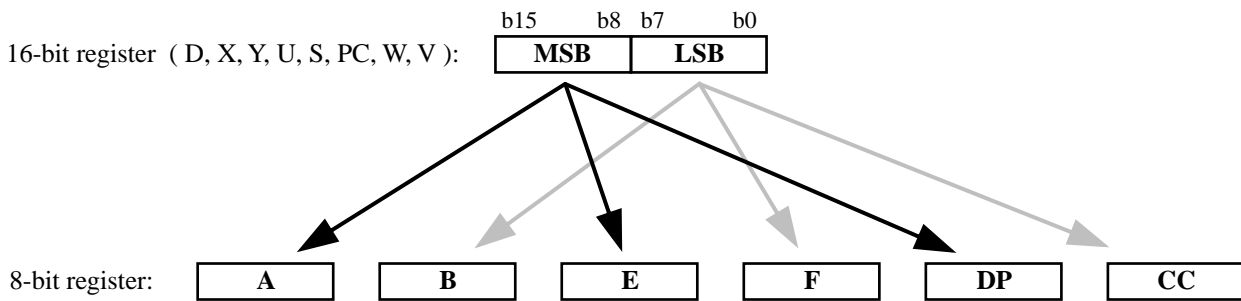 b15 b8 b7 b0
16-bit register ( D, X, Y, U, S, PC, W, V ): MSB LSB
8-bit register: A B E F DP CC